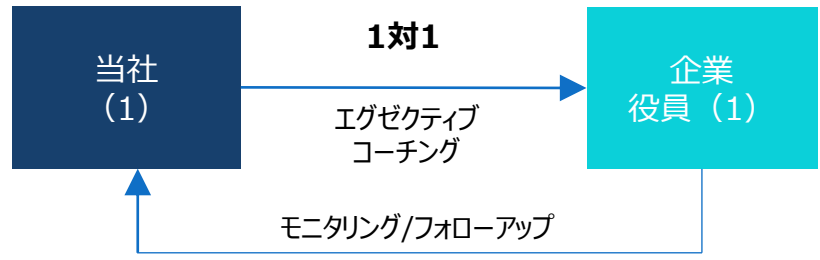 1対1
当社
（1）
エグゼクティブ
コーチング
企業
役員（1）
モニタリング/フォローアップ